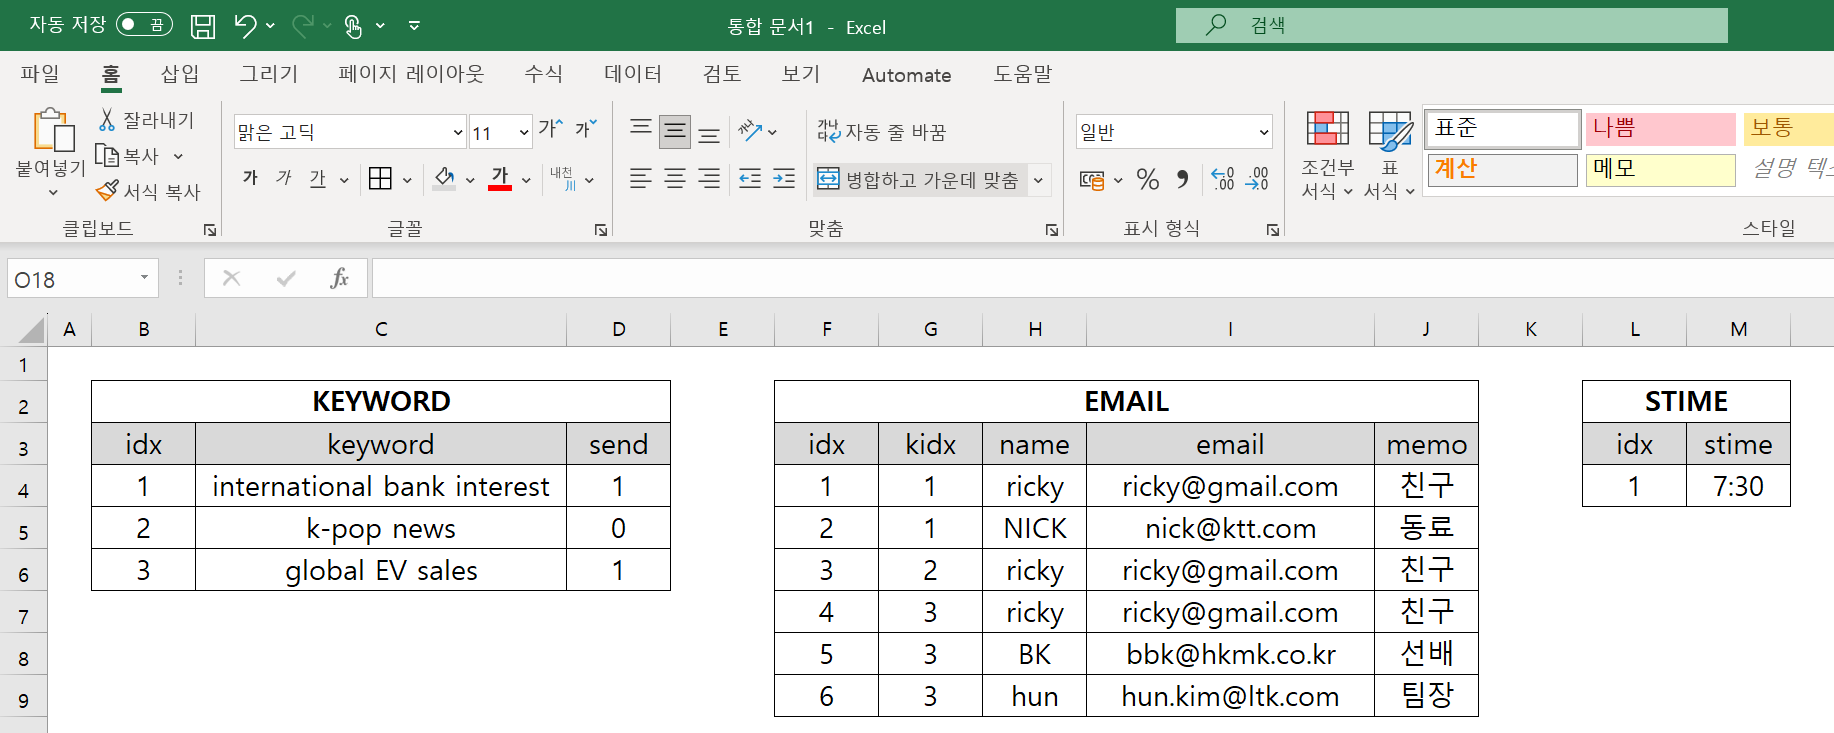 자동 저장 끔 통합 문서1 - Excel 검색
파일 홈 삽입 그리기 페이지 레이아웃 수식 데이터 검토 보기 Automate 도움말
붙여넣기 잘라내기 복사 서식 복사
클립보드
맑은 고딕 11 가 가
가 가 가 가 내천
글꼴
가나다 자동 줄 바꿈
병합하고 가운데 맞춤
맞춤
일반
% .00 .00
표시 형식
조건부 서식 표 서식
표준 나쁨 보통
계산 메모 설명
스타일
O18 fx
A B C D E F G H I J K L M
1
2 KEYWORD EMAIL STIME
3 idx keyword send idx kidx name email memo idx stime
4 1 international bank interest 1 1 1 ricky ricky@gmail.com 친구 1 7:30
5 2 k-pop news 0 2 1 NICK nick@ktt.com 동료
6 3 global EV sales 1 3 2 ricky ricky@gmail.com 친구
7 4 3 ricky ricky@gmail.com 친구
8 5 3 BK bbk@hkmk.co.kr 선배
9 6 3 hun hun.kim@ltk.com 팀장